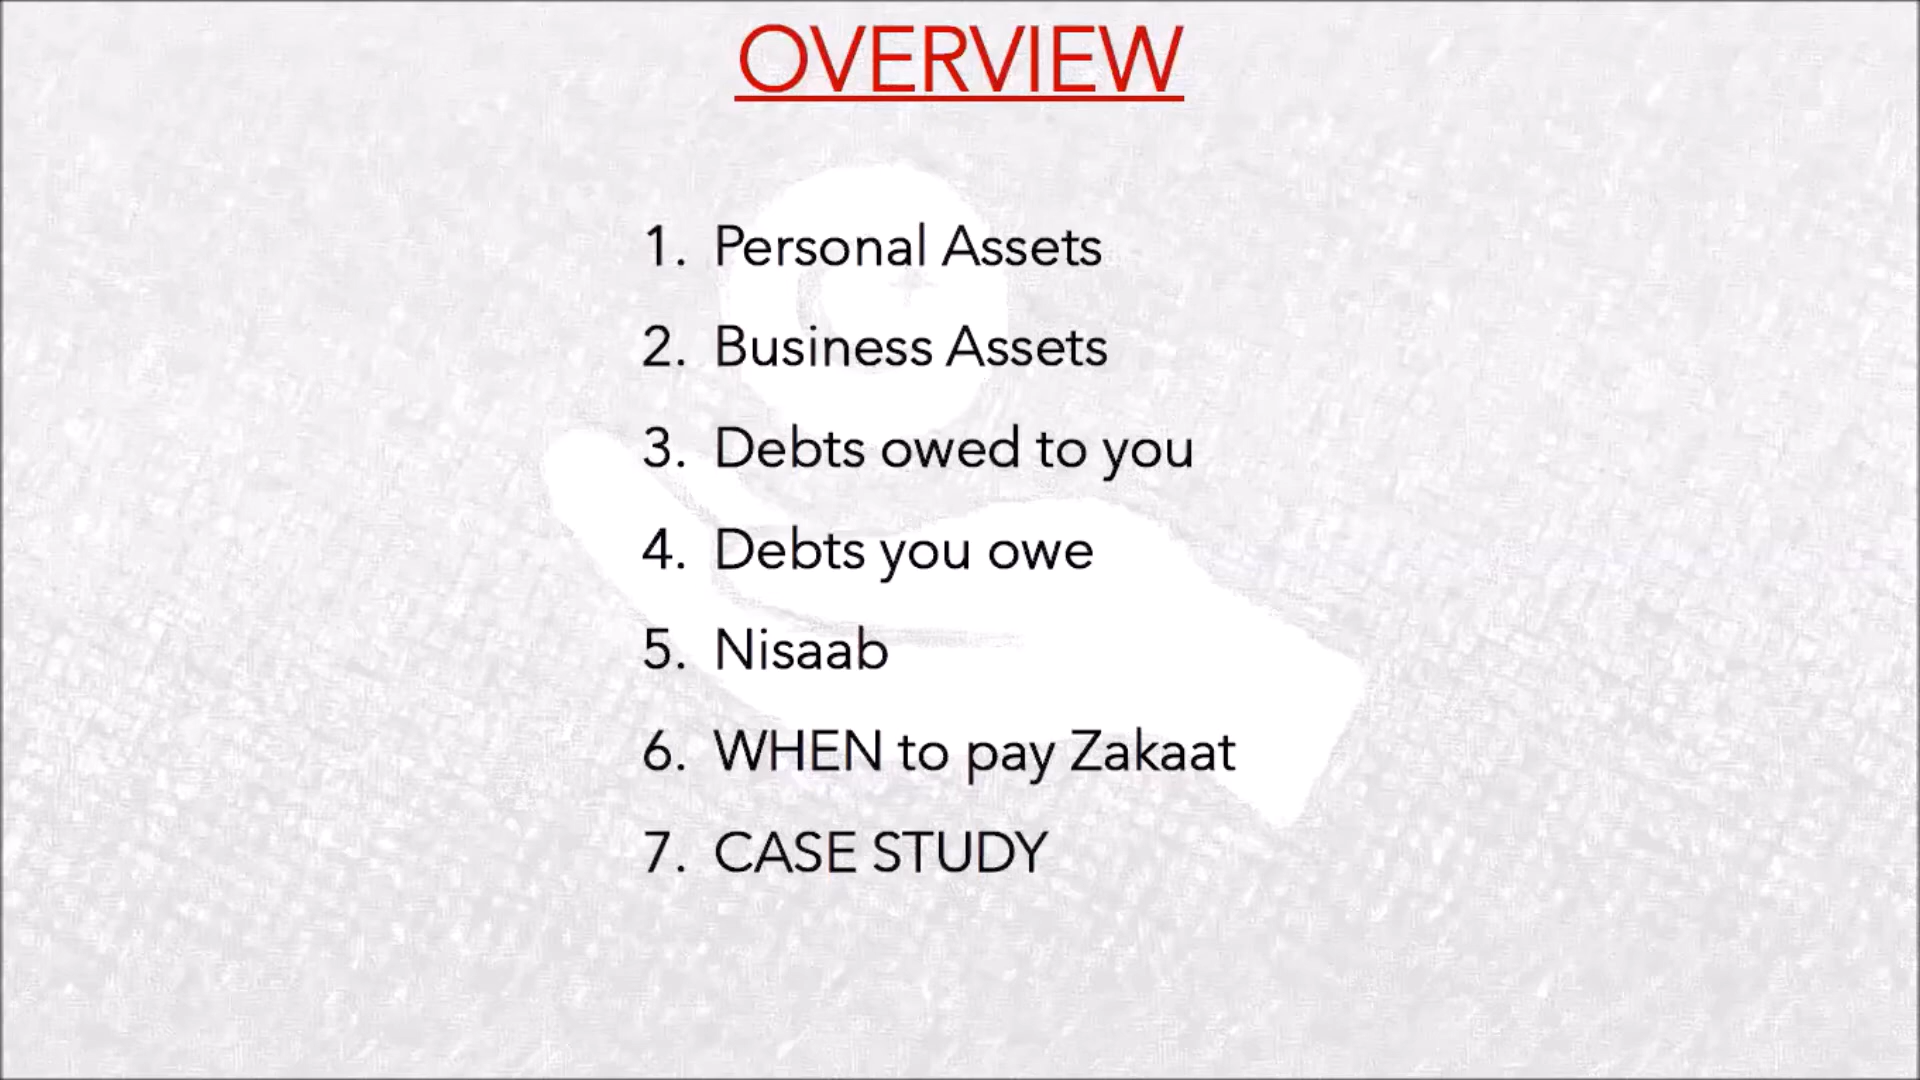 OVERVIEW
1. Personal Assets
2. Business Assets
3. Debts owed to you
4. Debts you owe
5. Nisaab
6. WHEN to pay Zakaat
7. CASE STUDY